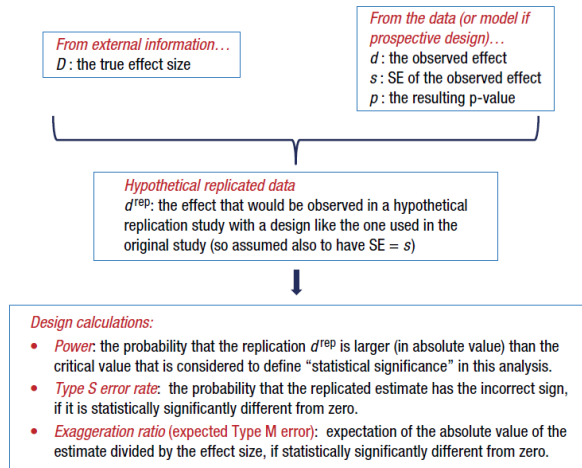 From external information…
D : the true effect size
From the data (or model if
prospective design)…
d : the observed effect
s : SE of the observed effect
p : the resulting p-value
Hypothetical replicated data
d^rep: the effect that would be observed in a hypothetical
replication study with a design like the one used in the
original study (so assumed also to have SE = s)
Design calculations:
• Power: the probability that the replication d^rep is larger (in absolute value) than the
critical value that is considered to define “statistical significance” in this analysis.
• Type S error rate: the probability that the replicated estimate has the incorrect sign,
if it is statistically significantly different from zero.
• Exaggeration ratio (expected Type M error): expectation of the absolute value of the
estimate divided by the effect size, if statistically significantly different from zero.